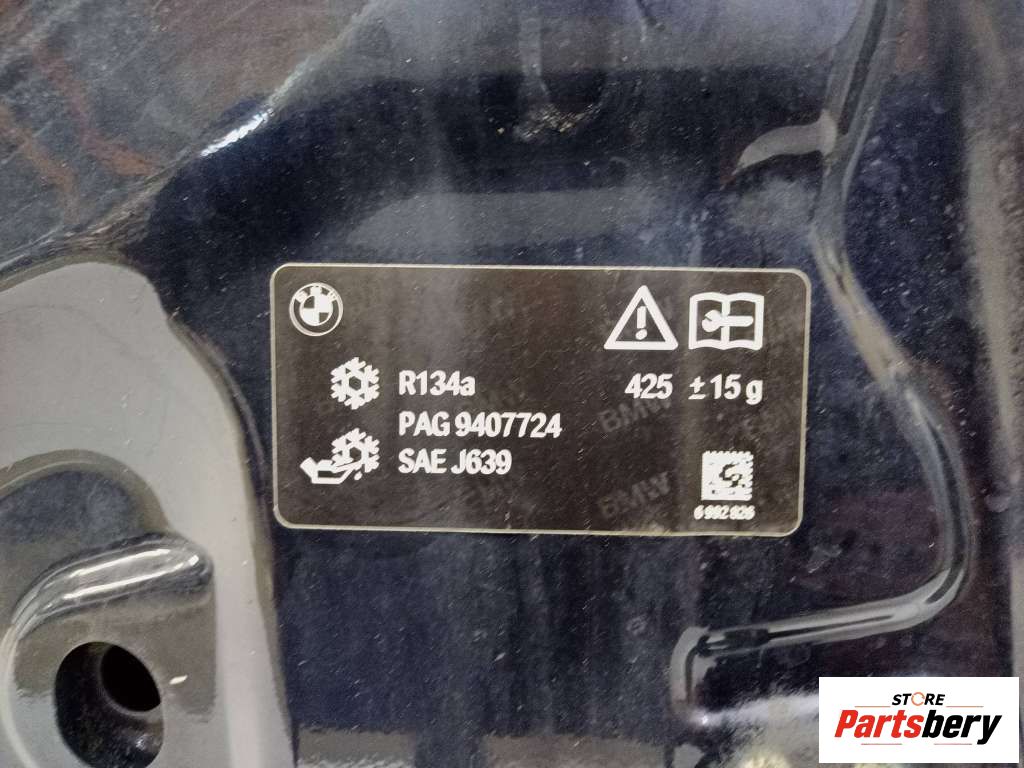 R134a 425 ±15 g
PAG 9407724
SAE J639
6 992 826
STORE
Partsbery